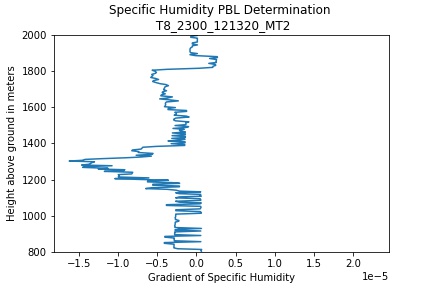 Specific Humidity PBL Determination
T8_2300_121320_MT2
2000
1800
1600
1400
1200
1000
800
Height above ground in meters
−1.5 −1.0 −0.5 0.0 0.5 1.0 1.5 2.0
1e−5
Gradient of Specific Humidity